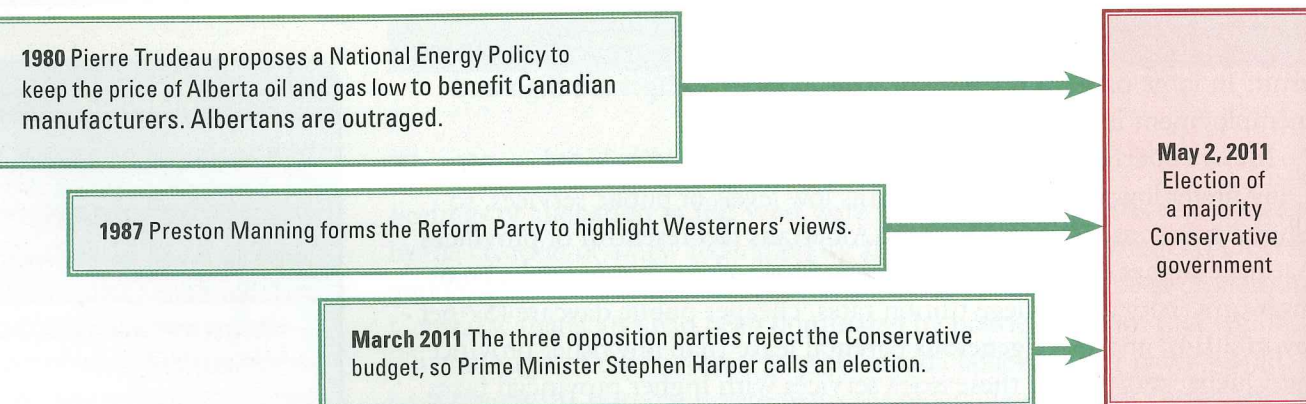 1980 Pierre Trudeau proposes a National Energy Policy to
keep the price of Alberta oil and gas low to benefit Canadian
manufacturers. Albertans are outraged.
1987 Preston Manning forms the Reform Party to highlight Westerners’ views.
March 2011 The three opposition parties reject the Conservative
budget, so Prime Minister Stephen Harper calls an election.
May 2, 2011
Election of
a majority
Conservative
government